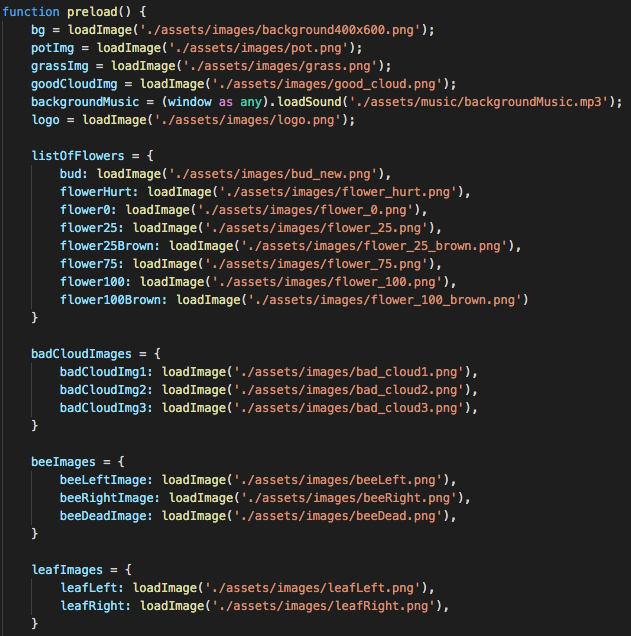 function preload() {
    bg = loadImage('./assets/images/background400x600.png');
    potImg = loadImage('./assets/images/pot.png');
    grassImg = loadImage('./assets/images/grass.png');
    goodCloudImg = loadImage('./assets/images/good_cloud.png');
    backgroundMusic = (window as any).loadSound('./assets/music/backgroundMusic.mp3');
    logo = loadImage('./assets/images/logo.png');

    listOfFlowers = {
        bud: loadImage('./assets/images/bud_new.png'),
        flowerHurt: loadImage('./assets/images/flower_hurt.png'),
        flower0: loadImage('./assets/images/flower_0.png'),
        flower25: loadImage('./assets/images/flower_25.png'),
        flower25Brown: loadImage('./assets/images/flower_25_brown.png'),
        flower75: loadImage('./assets/images/flower_75.png'),
        flower100: loadImage('./assets/images/flower_100.png'),
        flower100Brown: loadImage('./assets/images/flower_100_brown.png')
    }

    badCloudImages = {
        badCloudImg1: loadImage('./assets/images/bad_cloud1.png'),
        badCloudImg2: loadImage('./assets/images/bad_cloud2.png'),
        badCloudImg3: loadImage('./assets/images/bad_cloud3.png'),
    }

    beeImages = {
        beeLeftImage: loadImage('./assets/images/beeLeft.png'),
        beeRightImage: loadImage('./assets/images/beeRight.png'),
        beeDeadImage: loadImage('./assets/images/beeDead.png'),
    }

    leafImages = {
        leafLeft: loadImage('./assets/images/leafLeft.png'),
        leafRight: loadImage('./assets/images/leafRight.png'),
    }